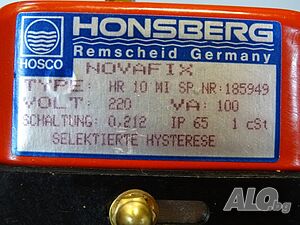 HONSBERG
Remscheid Germany
HOSCO
NOVAFIX
TYPE: HR 10 MI SP.NR:185949
VOLT: 220 VA: 100
SCHALTUNG: 0.212 IP 65 1 cSt
SELEKTIERTE HYSTERESE
ALO.bg